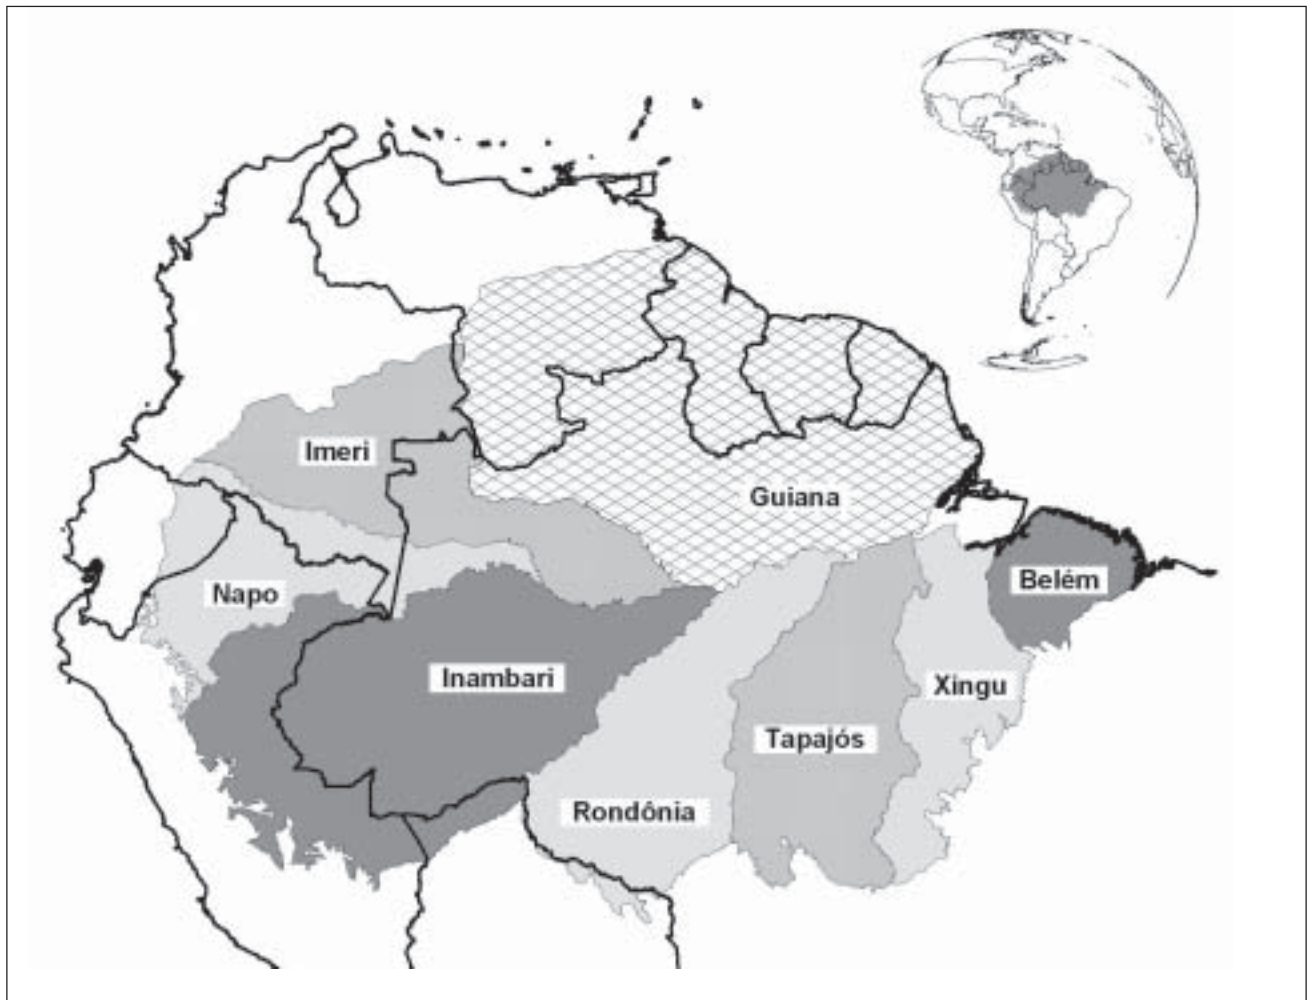 Imeri
Guiana
Napo
Belém
Inambari
Xingu
Tapajós
Rondônia